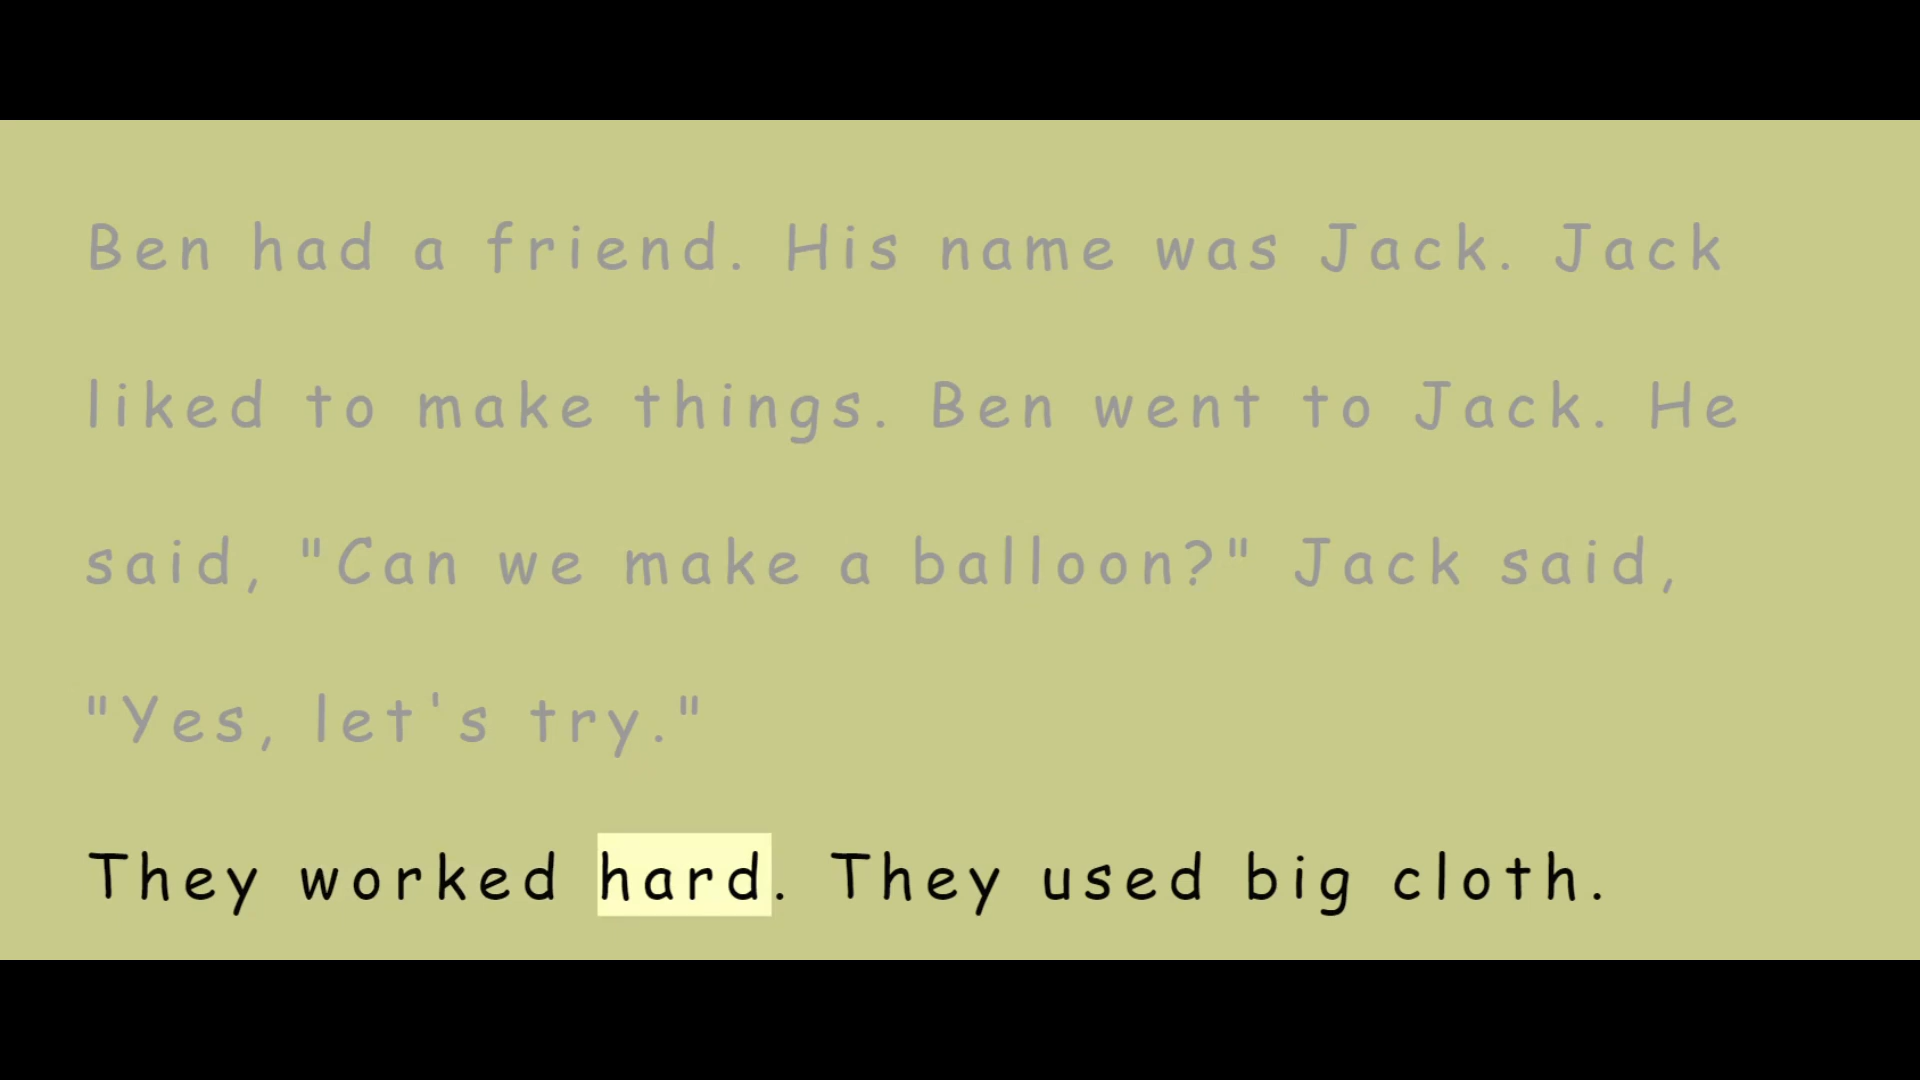 Ben had a friend. His name was Jack. Jack
liked to make things. Ben went to Jack. He
said, "Can we make a balloon?" Jack said,
"Yes, let's try."
They worked hard. They used big cloth.